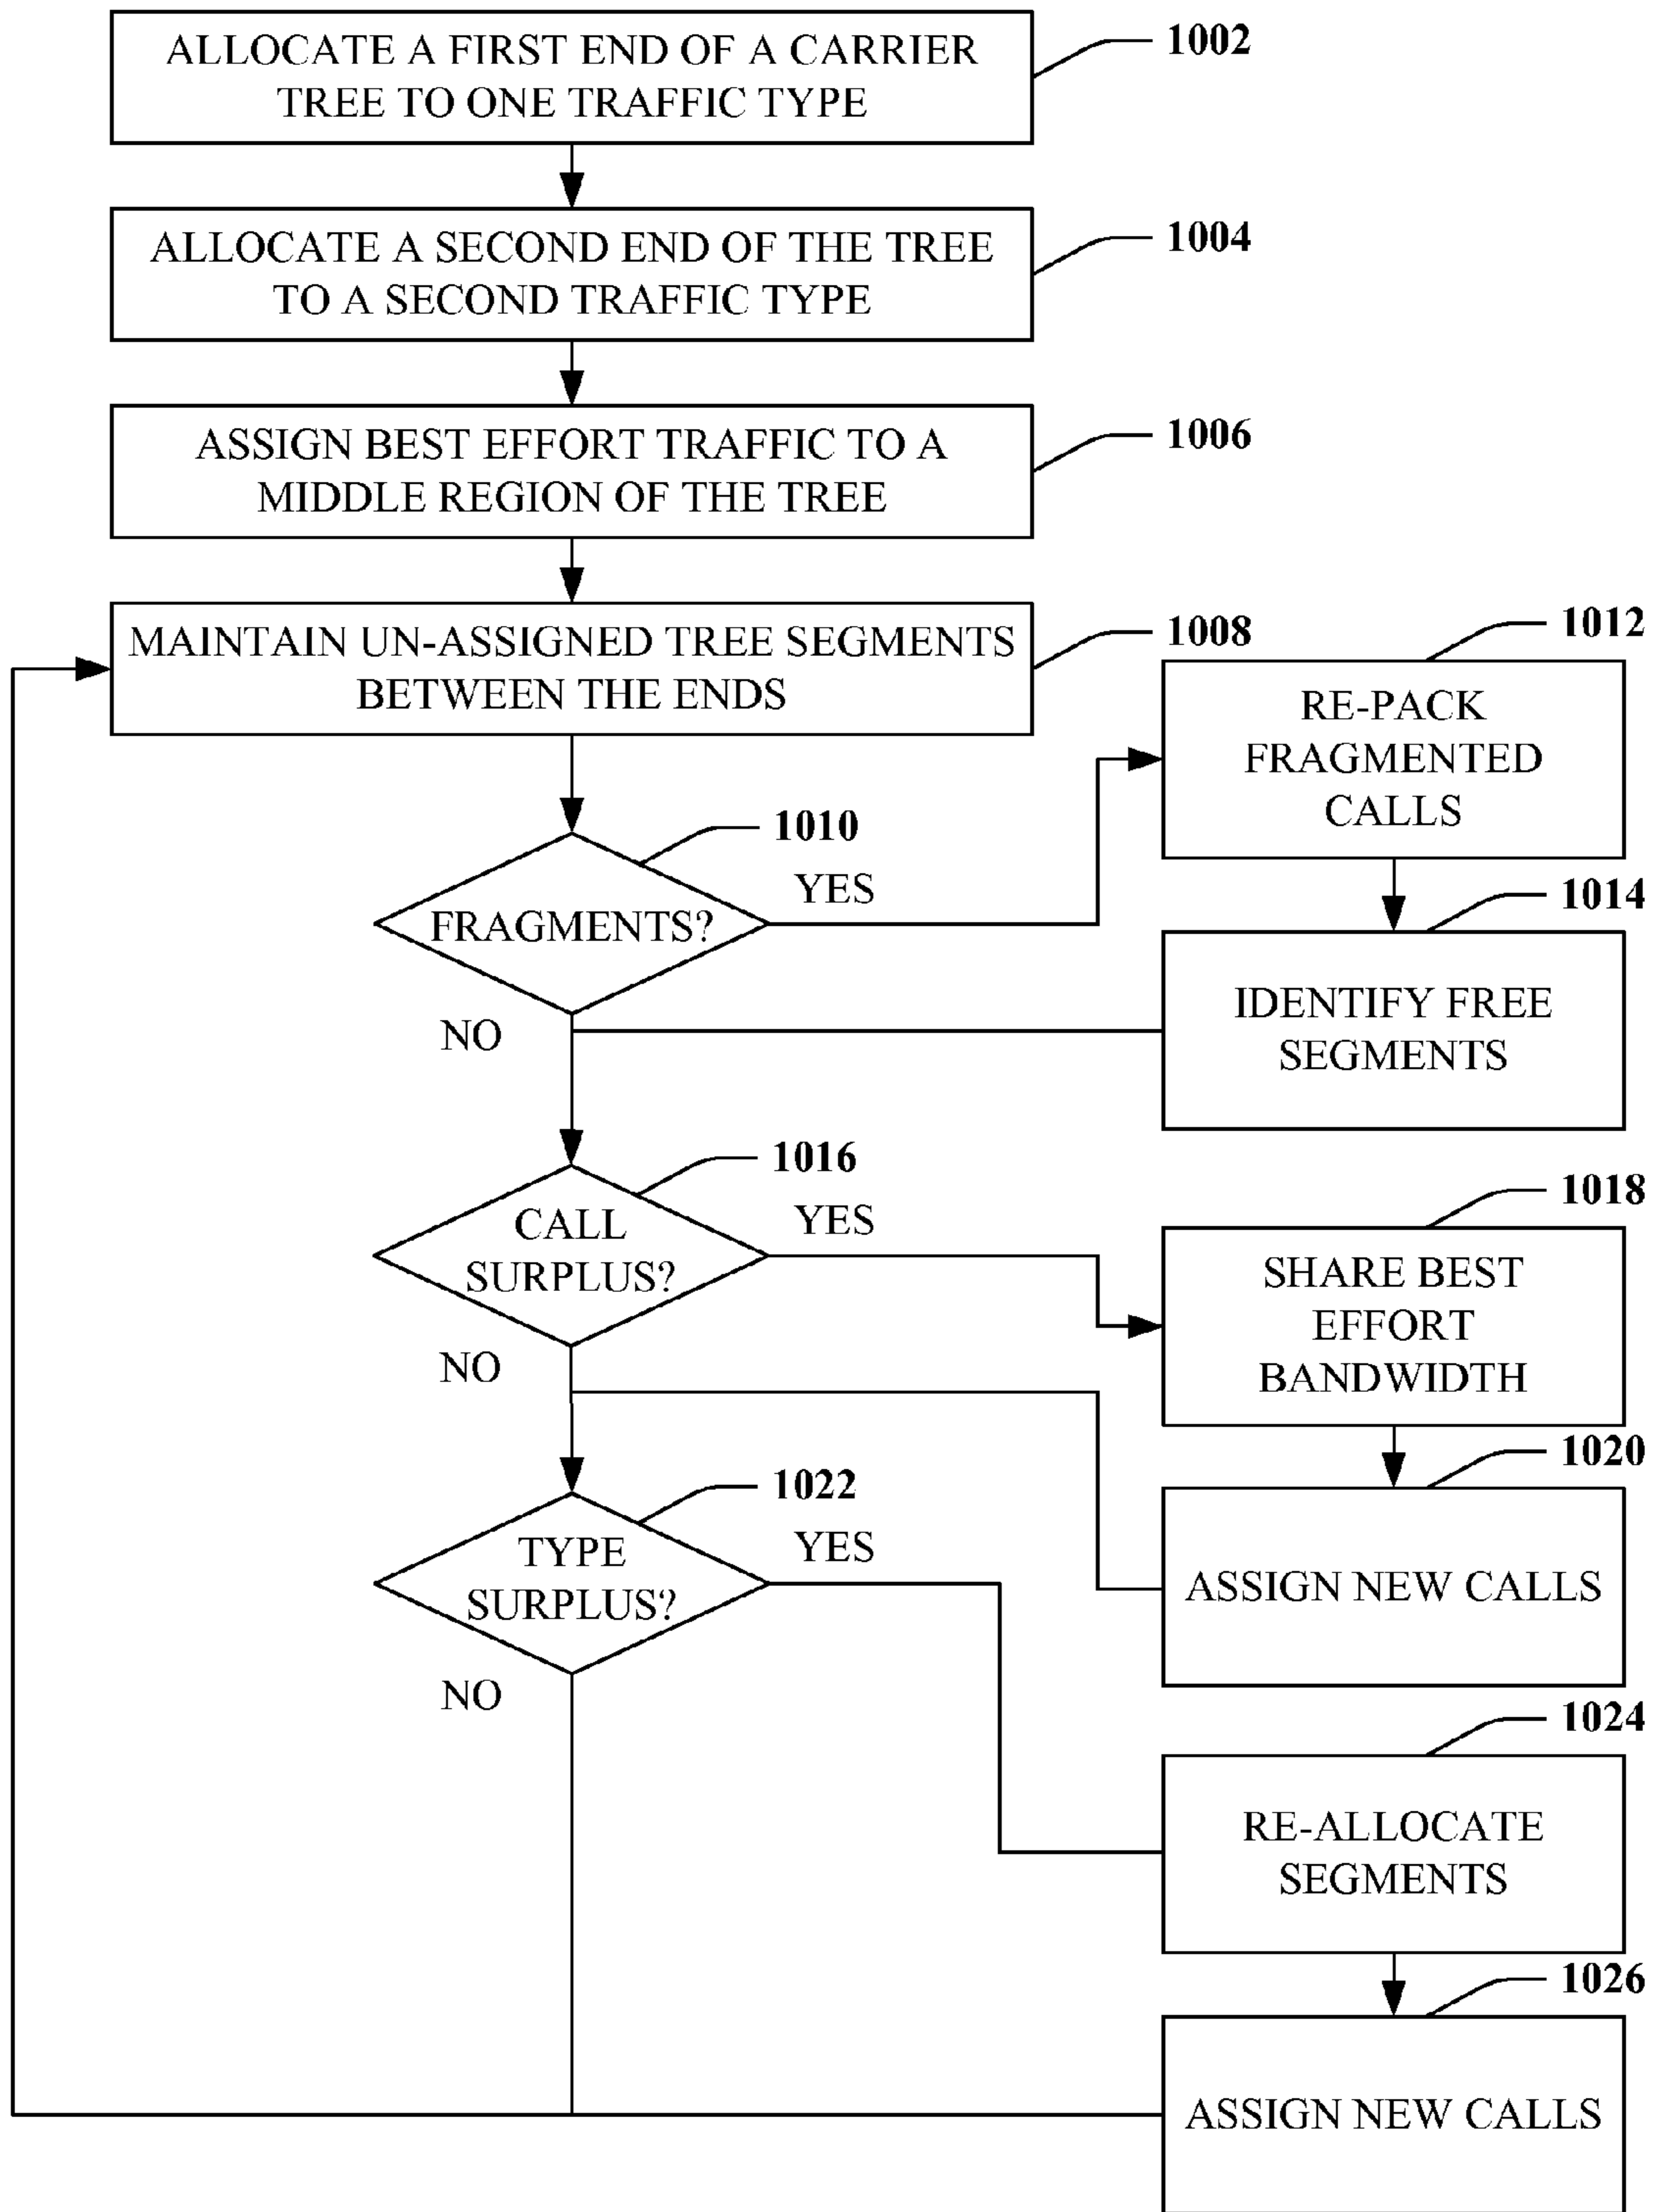 ALLOCATE A FIRST END OF A CARRIER
TREE TO ONE TRAFFIC TYPE
1002
ALLOCATE A SECOND END OF THE TREE
TO A SECOND TRAFFIC TYPE
1004
ASSIGN BEST EFFORT TRAFFIC TO A
MIDDLE REGION OF THE TREE
1006
MAINTAIN UN-ASSIGNED TREE SEGMENTS
BETWEEN THE ENDS
1008
1012
RE-PACK
FRAGMENTED
CALLS
1010
FRAGMENTS?
YES
NO
1014
IDENTIFY FREE
SEGMENTS
1016
CALL
SURPLUS?
YES
NO
1018
SHARE BEST
EFFORT
BANDWIDTH
1020
ASSIGN NEW CALLS
1022
TYPE
SURPLUS?
YES
NO
1024
RE-ALLOCATE
SEGMENTS
1026
ASSIGN NEW CALLS